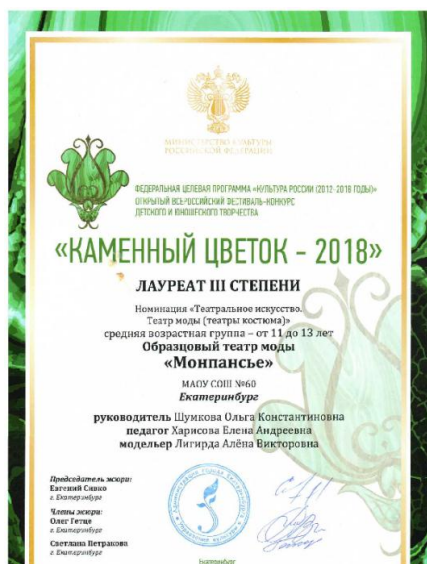 МИНИСТЕРСТВО КУЛЬТУРЫ
РОССИЙСКОЙ ФЕДЕРАЦИИ
ФЕДЕРАЛЬНАЯ ЦЕЛЕВАЯ ПРОГРАММА «КУЛЬТУРА РОССИИ (2012-2018 ГОДЫ)»
ОТКРЫТЫЙ ВСЕРОССИЙСКИЙ ФЕСТИВАЛЬ-КОНКУРС
ДЕТСКОГО И ЮНОШЕСКОГО ТВОРЧЕСТВА
«КАМЕННЫЙ ЦВЕТОК - 2018»
ЛАУРЕАТ III СТЕПЕНИ
Номинация «Театральное искусство.
Театр моды (театры костюма)»
средняя возрастная группа – от 11 до 13 лет
Образцовый театр моды
«Монпансье»
МАОУ СОШ №60
Екатеринбург
руководитель Шумкова Ольга Константиновна
педагог Харисова Елена Андреевна
модельер Лигирда Алёна Викторовна
Председатель жюри:
Евгений Сивко
г. Екатеринбург
Члены жюри:
Олег Гетце
г. Екатеринбург
Светлана Петракова
г. Екатеринбург
Екатеринбург